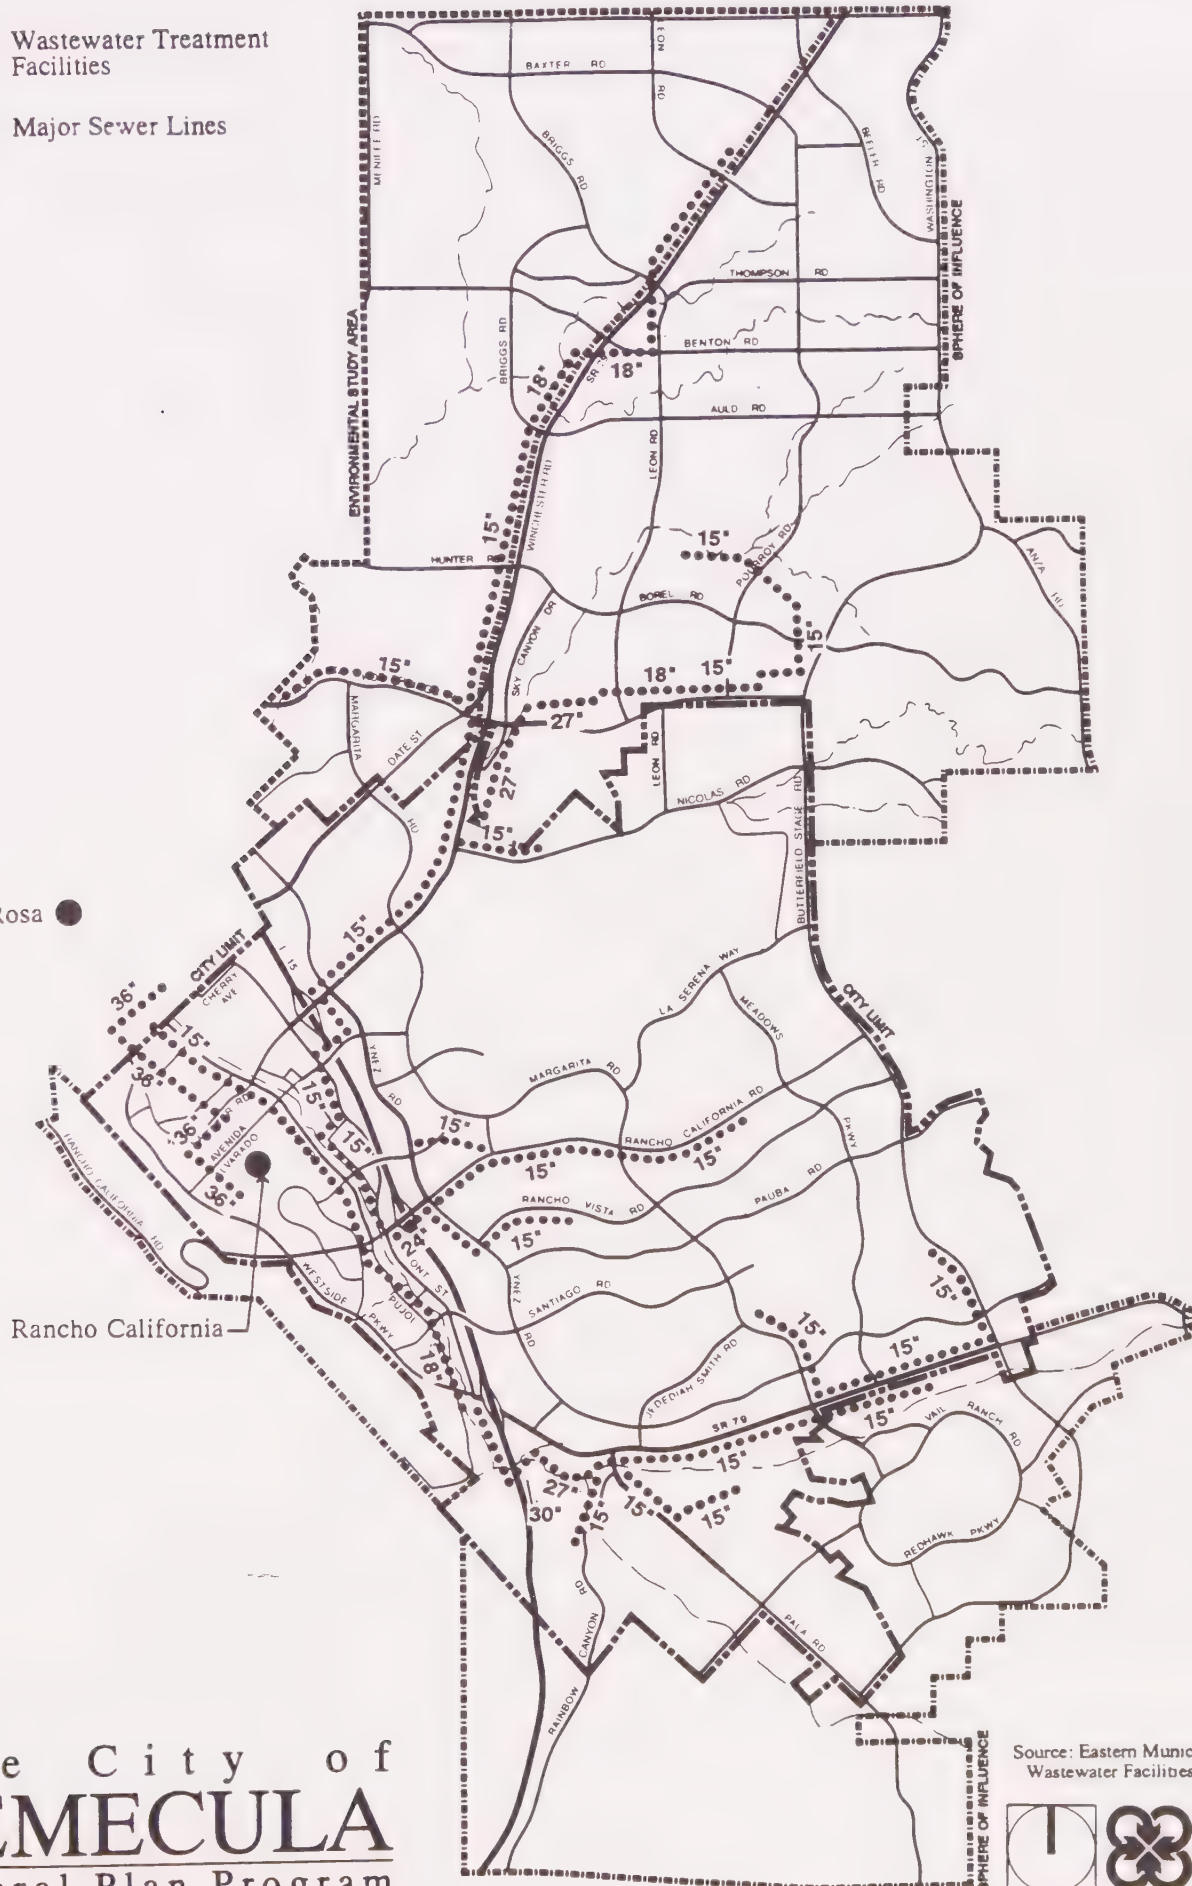 Wastewater Treatment
Facilities
Major Sewer Lines
BAXTER RD
LEON RD
MENIFEE RD
BRIGGS RD
BEELER RD
WASHINGTON ST
SPHERE OF INFLUENCE
THOMPSON RD
ENVIRONMENTAL STUDY AREA
BRIGGS RD
BENTON RD
SR 79
18"
18"
AULD RD
LEON RD
WINCHESTER RD
15"
15"
HUNTER RD
POURROY RD
ANZA RD
BOREL RD
SKY CANYON DR
15"
15"
18"
15"
MARGARITA
27"
DATE ST
LEON RD
27"
NICOLAS RD
RD
15"
BUTTERFIELD STAGE RD
Rosa
15"
CITY LIMIT
I 15
CHERRY
AVE
LA SERENA WAY
CITY LIMIT
36"
MEADOWS
15"
YNEZ
RD
MARGARITA RD
36"
15"
RANCHO CALIFORNIA RD
PKWY
36"
AVENIDA
ALVARADO
15"
15"
15"
15"
36"
RANCHO VISTA RD
PAUBA RD
RANCHO CALIFORNIA RD
15"
24"
FRONT ST
YNEZ
RD
SANTIAGO RD
15"
WESTSIDE
PKWY
PUJOL
Rancho California
15"
15"
18"
JEDEDIAH SMITH RD
SR 79
15"
VAIL RANCH RD
15"
27"
30"
15"
15"
15"
REDHAWK PKWY
RAINBOW CANYON RD
PALA RD
e City of
EMECULA
eral Plan Program
SPHERE OF INFLUENCE
Source: Eastern Munic
Wastewater Facilities